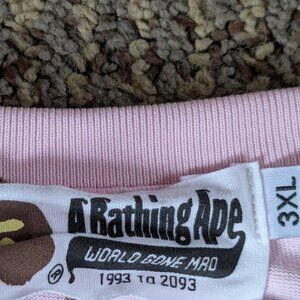 A Bathing Ape
WORLD GONE MAD
® 1993 TO 2093
3XL